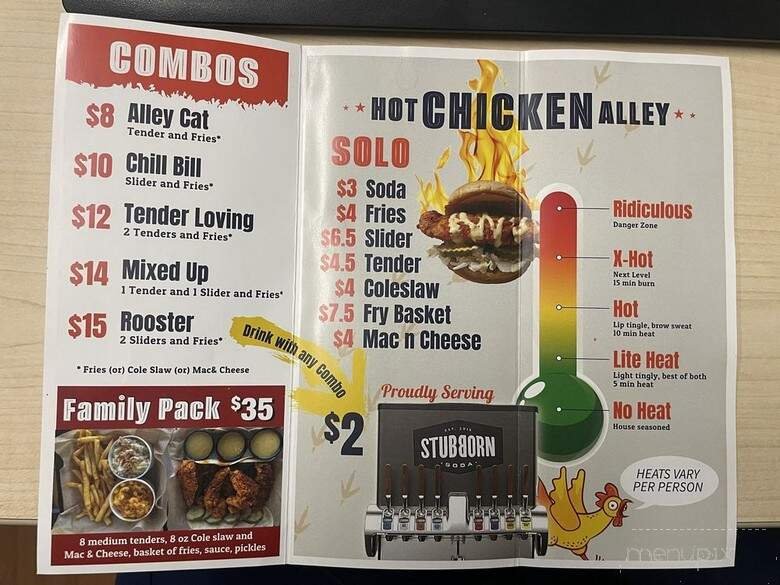 COMBOS
$8 Alley Cat
Tender and Fries*
$10 Chill Bill
Slider and Fries*
$12 Tender Loving
2 Tenders and Fries*
$14 Mixed Up
1 Tender and 1 Slider and Fries*
$15 Rooster
2 Sliders and Fries*
* Fries (or) Cole Slaw (or) Mac& Cheese
Drink with any Combo
$2
Family Pack $35
8 medium tenders, 8 oz Cole slaw and
Mac & Cheese, basket of fries, sauce, pickles
HOT CHICKEN ALLEY
SOLO
$3 Soda
$4 Fries
$6.5 Slider
$4.5 Tender
$4 Coleslaw
$7.5 Fry Basket
$4 Mac n Cheese
Proudly Serving
EST. 2015
STUBBORN
SODA
Ridiculous
Danger Zone
X-Hot
Next Level
15 min burn
Hot
Lip tingle, brow sweat
10 min heat
Lite Heat
Light tingly, best of both
5 min heat
No Heat
House seasoned
HEATS VARY
PER PERSON
menupix